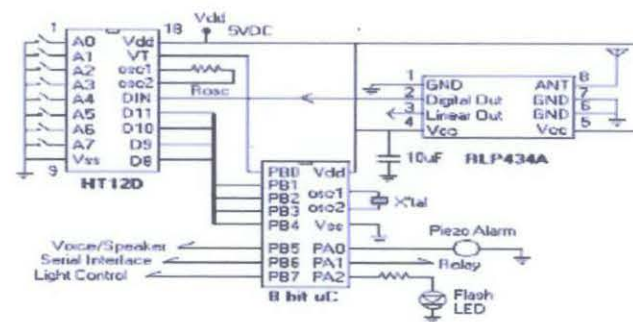 1 18 Vdd
5VDC
A0 Vdd
A1 VT
A2 osc1
A3 osc2
A4 DIN
A5 D11
A6 D10
A7 D9
Vss D8
9
HT12D
Rosc
1 GND ANT 8
2 Digital Out GND 7
3 Linear Out GND 6
4 Vcc Vcc 5
10uF RLP434A
PB0 Vdd
PB1
PB2 osc1
PB3 osc2
PB4 Vss
PB5 PA0
PB6 PA1
PB7 PA2
8 bit uC
X'tal
Voice/Speaker
Serial Interface
Light Control
Piezo Alarm
Relay
Flash
LED